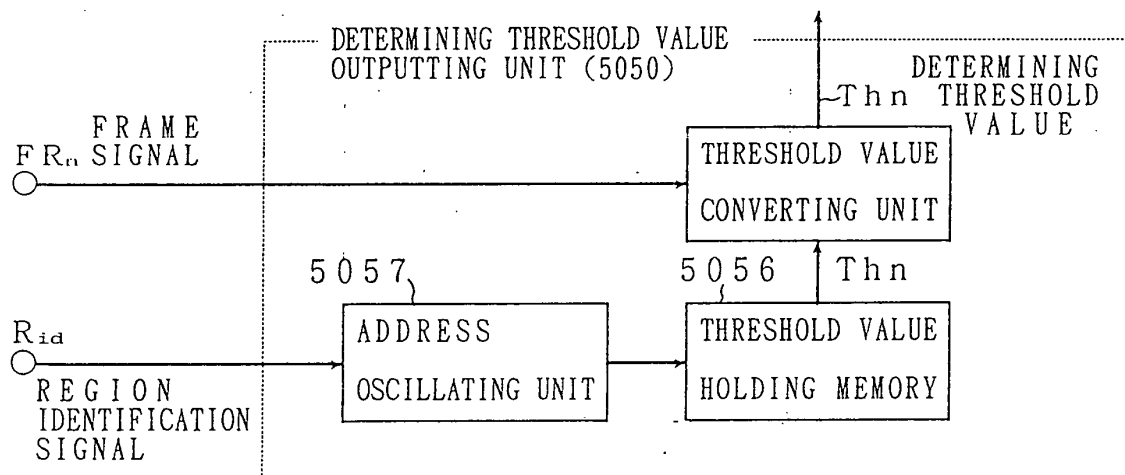 DETERMINING THRESHOLD VALUE
OUTPUTTING UNIT (5050)
DETERMINING
THRESHOLD
VALUE
Thn
FRAME
SIGNAL
FRn
THRESHOLD VALUE
CONVERTING UNIT
5057
5056
Thn
Rid
ADDRESS
OSCILLATING UNIT
THRESHOLD VALUE
HOLDING MEMORY
REGION
IDENTIFICATION
SIGNAL